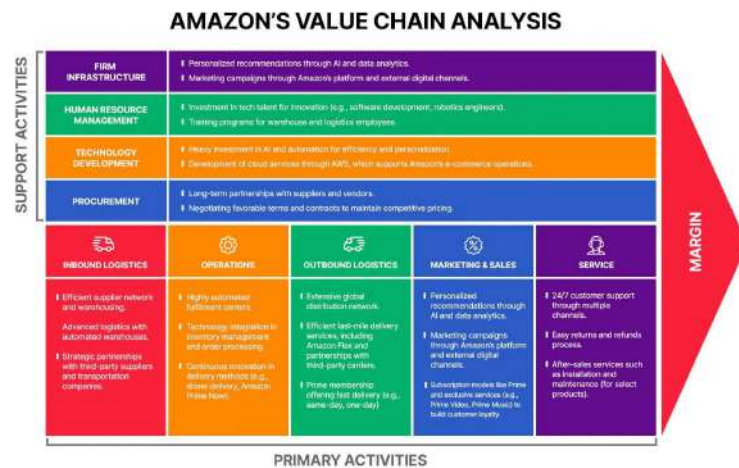 AMAZON'S VALUE CHAIN ANALYSIS
SUPPORT ACTIVITIES
FIRM
INFRASTRUCTURE
Personalized recommendations through AI and data analytics.
Marketing campaigns through Amazon's platform and external digital channels.
HUMAN RESOURCE
MANAGEMENT
Investment in tech talent for innovation (e.g., software development, robotics engineers).
Training programs for warehouse and logistics employees.
TECHNOLOGY
DEVELOPMENT
Heavy investment in AI and automation for efficiency and personalization.
Development of cloud services through AWS, which supports Amazon's e-commerce operations.
PROCUREMENT
Long-term partnerships with suppliers and vendors.
Negotiating favorable terms and contracts to maintain competitive pricing.
INBOUND LOGISTICS
Efficient supplier network
and warehousing.
Advanced logistics with
automated warehouses.
Strategic partnerships
with third-party suppliers
and transportation
companies.
OPERATIONS
Highly automated
fulfillment centers.
Technology integration in
inventory management
and order processing.
Continuous innovation in
delivery methods (e.g.,
drone delivery, Amazon
Prime Now).
OUTBOUND LOGISTICS
Extensive global
distribution network.
Efficient last-mile delivery
services, including
Amazon Flex and
partnerships with
third-party carriers.
Prime membership
offering fast delivery (e.g.,
same-day, one-day)
MARKETING & SALES
Personalized
recommendations through
AI and data analytics.
Marketing campaigns
through Amazon's platform
and external digital
channels.
Subscription models like Prime
and exclusive services (e.g.,
Prime Video, Prime Music) to
build customer loyalty.
SERVICE
24/7 customer support
through multiple
channels.
Easy returns and refunds
process.
After-sales services such
as installation and
maintenance (for select
products).
MARGIN
PRIMARY ACTIVITIES